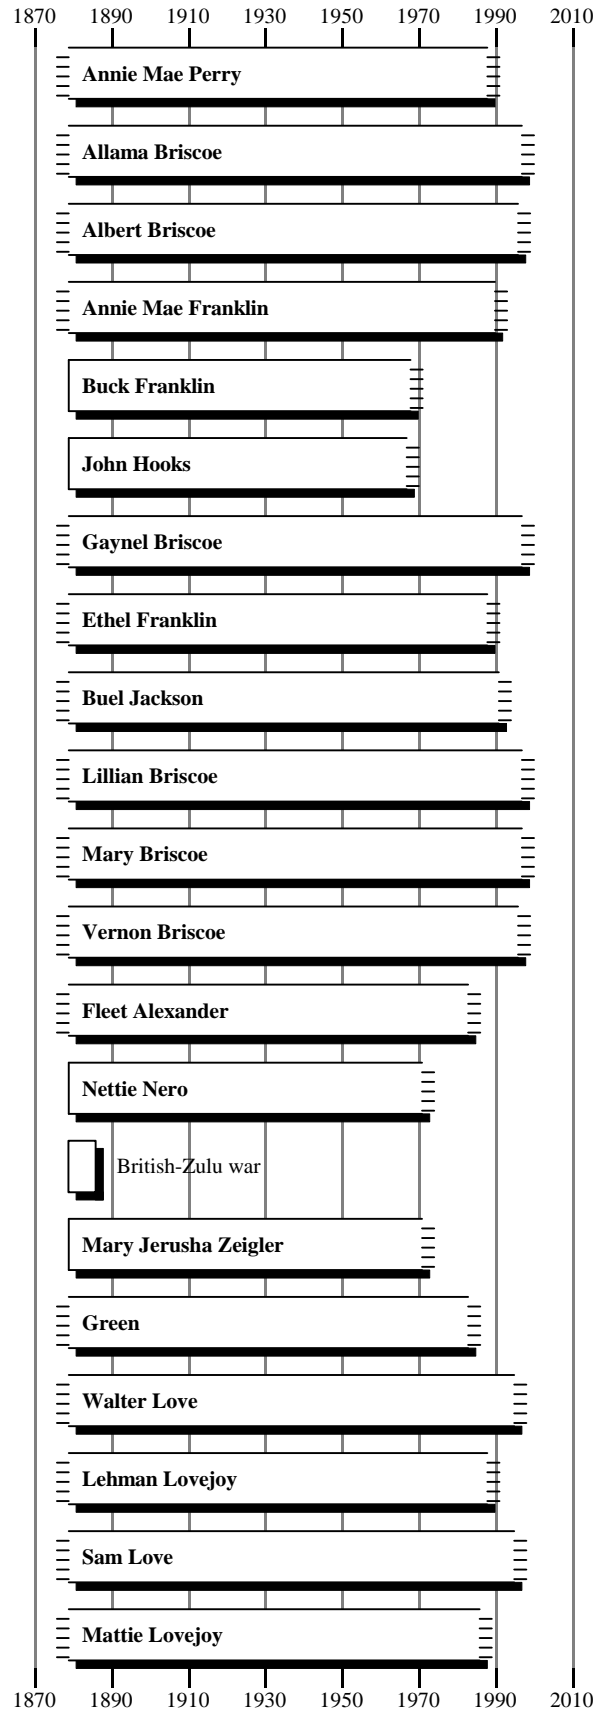 1870 1890 1910 1930 1950 1970 1990 2010
Annie Mae Perry
Allama Briscoe
Albert Briscoe
Annie Mae Franklin
Buck Franklin
John Hooks
Gaynel Briscoe
Ethel Franklin
Buel Jackson
Lillian Briscoe
Mary Briscoe
Vernon Briscoe
Fleet Alexander
Nettie Nero
British-Zulu war
Mary Jerusha Zeigler
Green
Walter Love
Lehman Lovejoy
Sam Love
Mattie Lovejoy
1870 1890 1910 1930 1950 1970 1990 2010